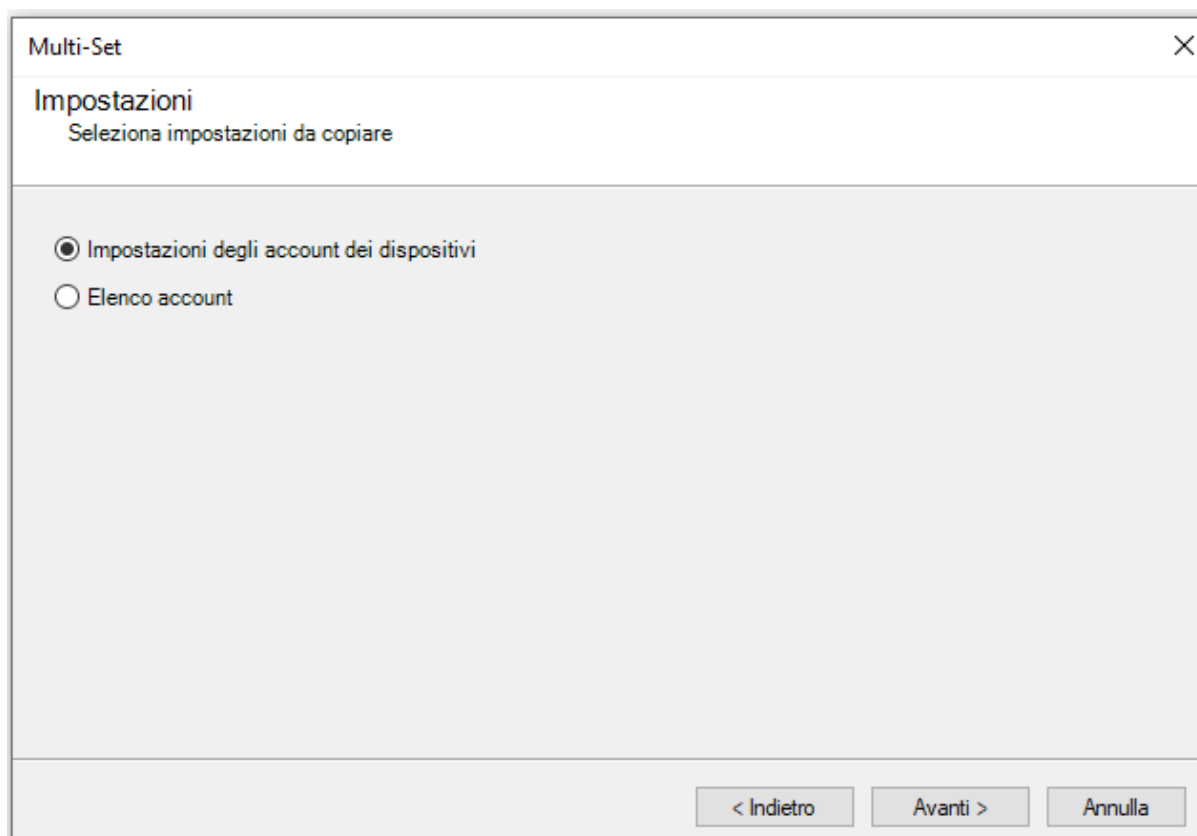 Multi-Set
Impostazioni
Seleziona impostazioni da copiare
Impostazioni degli account dei dispositivi
Elenco account
< Indietro
Avanti >
Annulla